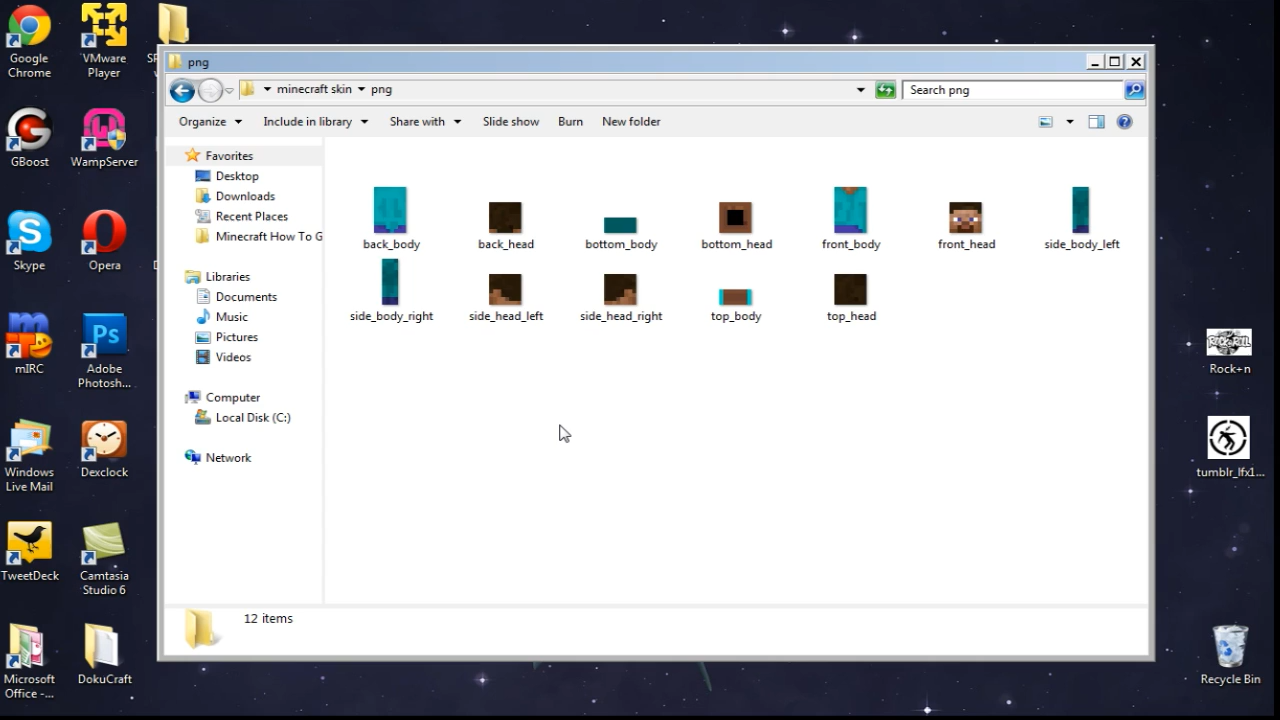 Google
Chrome
VMware
Player
GBoost
WampServer
Skype
Opera
mIRC
Adobe
Photosh...
Windows
Live Mail
Dexclock
TweetDeck
Camtasia
Studio 6
Microsoft
Office -...
DokuCraft
png
minecraft skin
png
Search png
Organize
Include in library
Share with
Slide show
Burn
New folder
Favorites
Desktop
Downloads
Recent Places
Minecraft How To G
Libraries
Documents
Music
Pictures
Videos
Computer
Local Disk (C:)
Network
back_body
back_head
bottom_body
bottom_head
front_body
front_head
side_body_left
side_body_right
side_head_left
side_head_right
top_body
top_head
12 items
Rock+n
tumblr_lfx1...
Recycle Bin